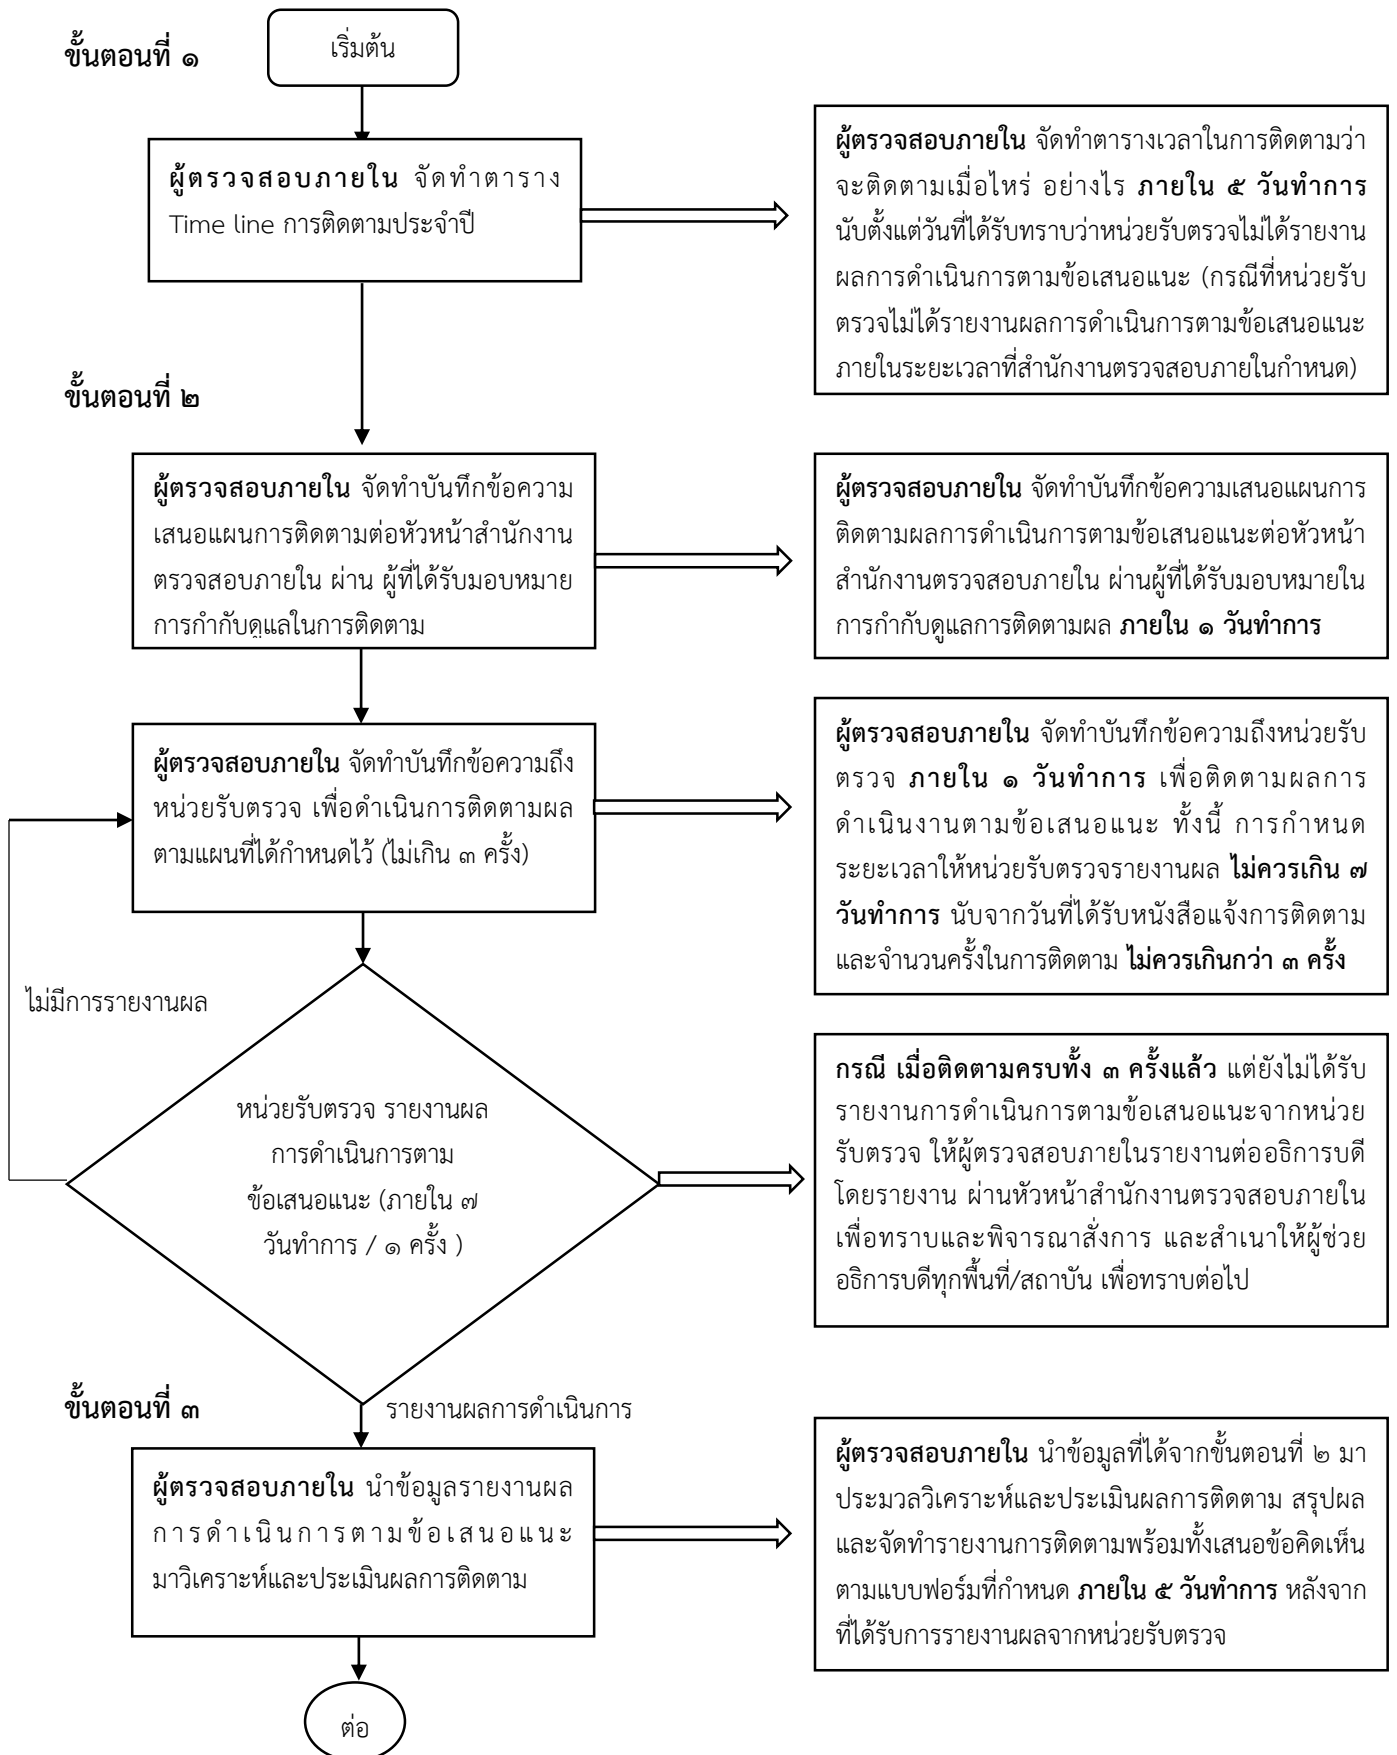 ขั้นตอนที่ ๑
เริ่มต้น
ผู้ตรวจสอบภายใน จัดทำตาราง
Time line การติดตามประจำปี
ผู้ตรวจสอบภายใน จัดทำตารางเวลาในการติดตามว่า
จะติดตามเมื่อไหร่ อย่างไร ภายใน ๕ วันทำการ
นับตั้งแต่วันที่ได้รับทราบว่าหน่วยรับตรวจไม่ได้รายงาน
ผลการดำเนินการตามข้อเสนอแนะ (กรณีที่หน่วยรับ
ตรวจไม่ได้รายงานผลการดำเนินการตามข้อเสนอแนะ
ภายในระยะเวลาที่สำนักงานตรวจสอบภายในกำหนด)
ขั้นตอนที่ ๒
ผู้ตรวจสอบภายใน จัดทำบันทึกข้อความ
เสนอแผนการติดตามต่อหัวหน้าสำนักงาน
ตรวจสอบภายใน ผ่าน ผู้ที่ได้รับมอบหมาย
การกำกับดูแลในการติดตาม
ผู้ตรวจสอบภายใน จัดทำบันทึกข้อความเสนอแผนการ
ติดตามผลการดำเนินการตามข้อเสนอแนะต่อหัวหน้า
สำนักงานตรวจสอบภายใน ผ่านผู้ที่ได้รับมอบหมายใน
การกำกับดูแลการติดตามผล ภายใน ๑ วันทำการ
ผู้ตรวจสอบภายใน จัดทำบันทึกข้อความถึง
หน่วยรับตรวจ เพื่อดำเนินการติดตามผล
ตามแผนที่ได้กำหนดไว้ (ไม่เกิน ๓ ครั้ง)
ผู้ตรวจสอบภายใน จัดทำบันทึกข้อความถึงหน่วยรับ
ตรวจ ภายใน ๑ วันทำการ เพื่อติดตามผลการ
ดำเนินงานตามข้อเสนอแนะ ทั้งนี้ การกำหนด
ระยะเวลาให้หน่วยรับตรวจรายงานผล ไม่ควรเกิน ๗
วันทำการ นับจากวันที่ได้รับหนังสือแจ้งการติดตาม
และจำนวนครั้งในการติดตาม ไม่ควรเกินกว่า ๓ ครั้ง
ไม่มีการรายงานผล
หน่วยรับตรวจ รายงานผล
การดำเนินการตาม
ข้อเสนอแนะ (ภายใน ๗
วันทำการ / ๑ ครั้ง )
กรณี เมื่อติดตามครบทั้ง ๓ ครั้งแล้ว แต่ยังไม่ได้รับ
รายงานการดำเนินการตามข้อเสนอแนะจากหน่วย
รับตรวจ ให้ผู้ตรวจสอบภายในรายงานต่ออธิการบดี
โดยรายงาน ผ่านหัวหน้าสำนักงานตรวจสอบภายใน
เพื่อทราบและพิจารณาสั่งการ และสำเนาให้ผู้ช่วย
อธิการบดีทุกพื้นที่/สถาบัน เพื่อทราบต่อไป
ขั้นตอนที่ ๓
รายงานผลการดำเนินการ
ผู้ตรวจสอบภายใน นำข้อมูลรายงานผล
การดำเนินการตามข้อเสนอแนะ
มาวิเคราะห์และประเมินผลการติดตาม
ผู้ตรวจสอบภายใน นำข้อมูลที่ได้จากขั้นตอนที่ ๒ มา
ประมวลวิเคราะห์และประเมินผลการติดตาม สรุปผล
และจัดทำรายงานการติดตามพร้อมทั้งเสนอข้อคิดเห็น
ตามแบบฟอร์มที่กำหนด ภายใน ๕ วันทำการ หลังจาก
ที่ได้รับการรายงานผลจากหน่วยรับตรวจ
ต่อ